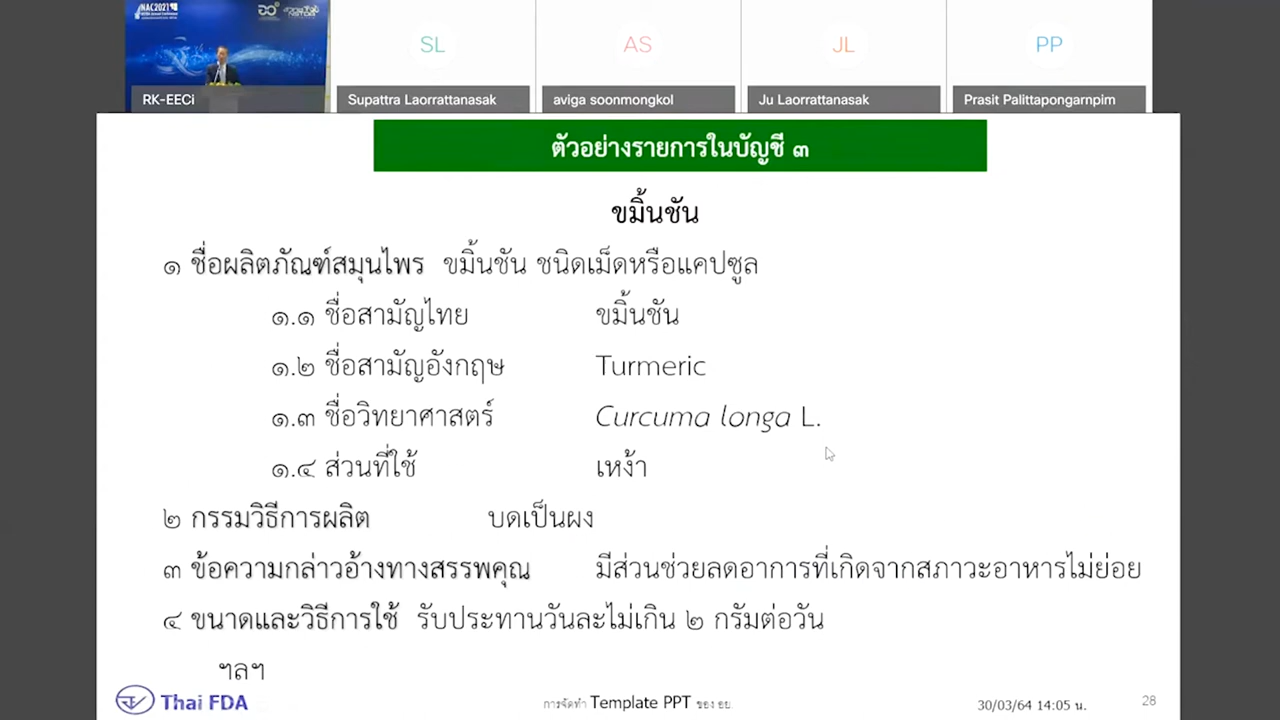 NAC2021
SL
AS
JL
PP
RK-EECi
Supattra Laorrattanasak
aviga soonmongkol
Ju Laorrattanasak
Prasit Palittapongarnpim
ตัวอย่างรายการในบัญชี ๓
ขมิ้นชัน
๑ ชื่อผลิตภัณฑ์สมุนไพร ขมิ้นชัน ชนิดเม็ดหรือแคปซูล
๑.๑ ชื่อสามัญไทย ขมิ้นชัน
๑.๒ ชื่อสามัญอังกฤษ Turmeric
๑.๓ ชื่อวิทยาศาสตร์ Curcuma longa L.
๑.๔ ส่วนที่ใช้ เหง้า
๒ กรรมวิธีการผลิต บดเป็นผง
๓ ข้อความกล่าวอ้างทางสรรพคุณ มีส่วนช่วยลดอาการที่เกิดจากสภาวะอาหารไม่ย่อย
๔ ขนาดและวิธีการใช้ รับประทานวันละไม่เกิน ๒ กรัมต่อวัน
ฯลฯ
Thai FDA
การจัดทำ Template PPT ของ อย
30/03/64 14:05 น.
28